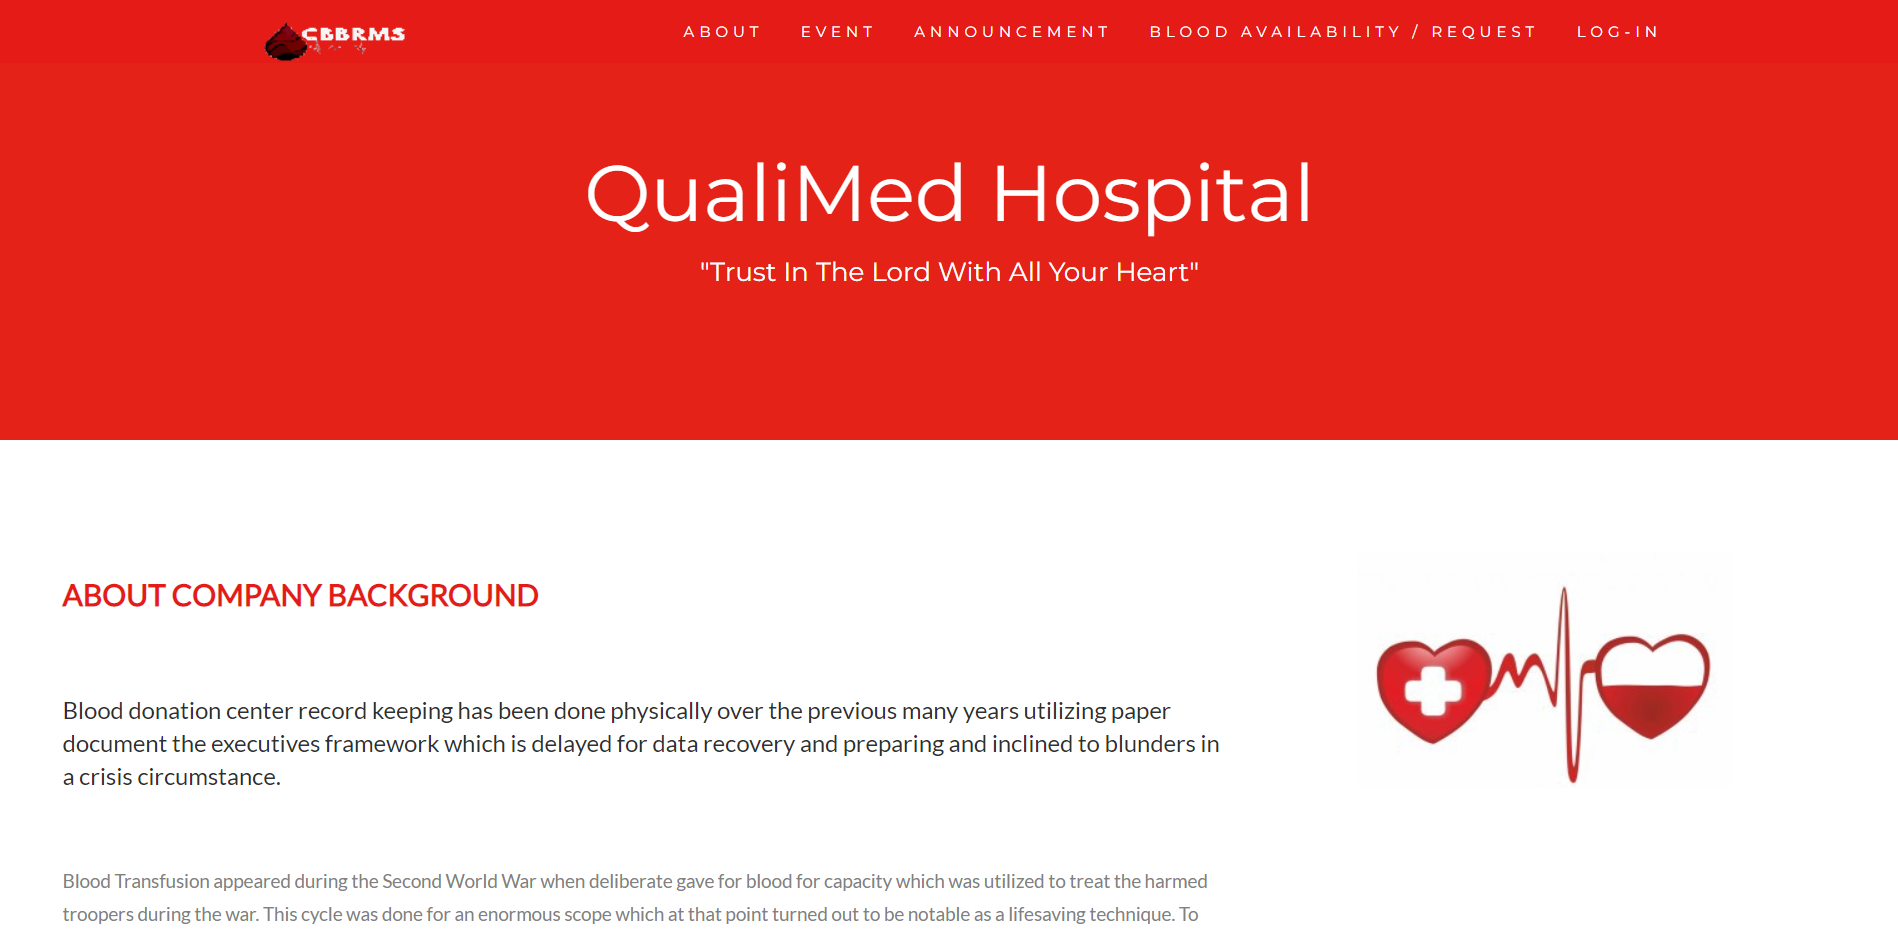 CBBRMS
ABOUT EVENT ANNOUNCEMENT BLOOD AVAILABILITY / REQUEST LOG-IN
QualiMed Hospital
"Trust In The Lord With All Your Heart"
ABOUT COMPANY BACKGROUND
Blood donation center record keeping has been done physically over the previous many years utilizing paper
document the executives framework which is delayed for data recovery and preparing and inclined to blunders in
a crisis circumstance.
Blood Transfusion appeared during the Second World War when deliberate gave for blood for capacity which was utilized to treat the harmed
troopers during the war. This cycle was done for an enormous scope which at that point turned out to be notable as a lifesaving technique. To